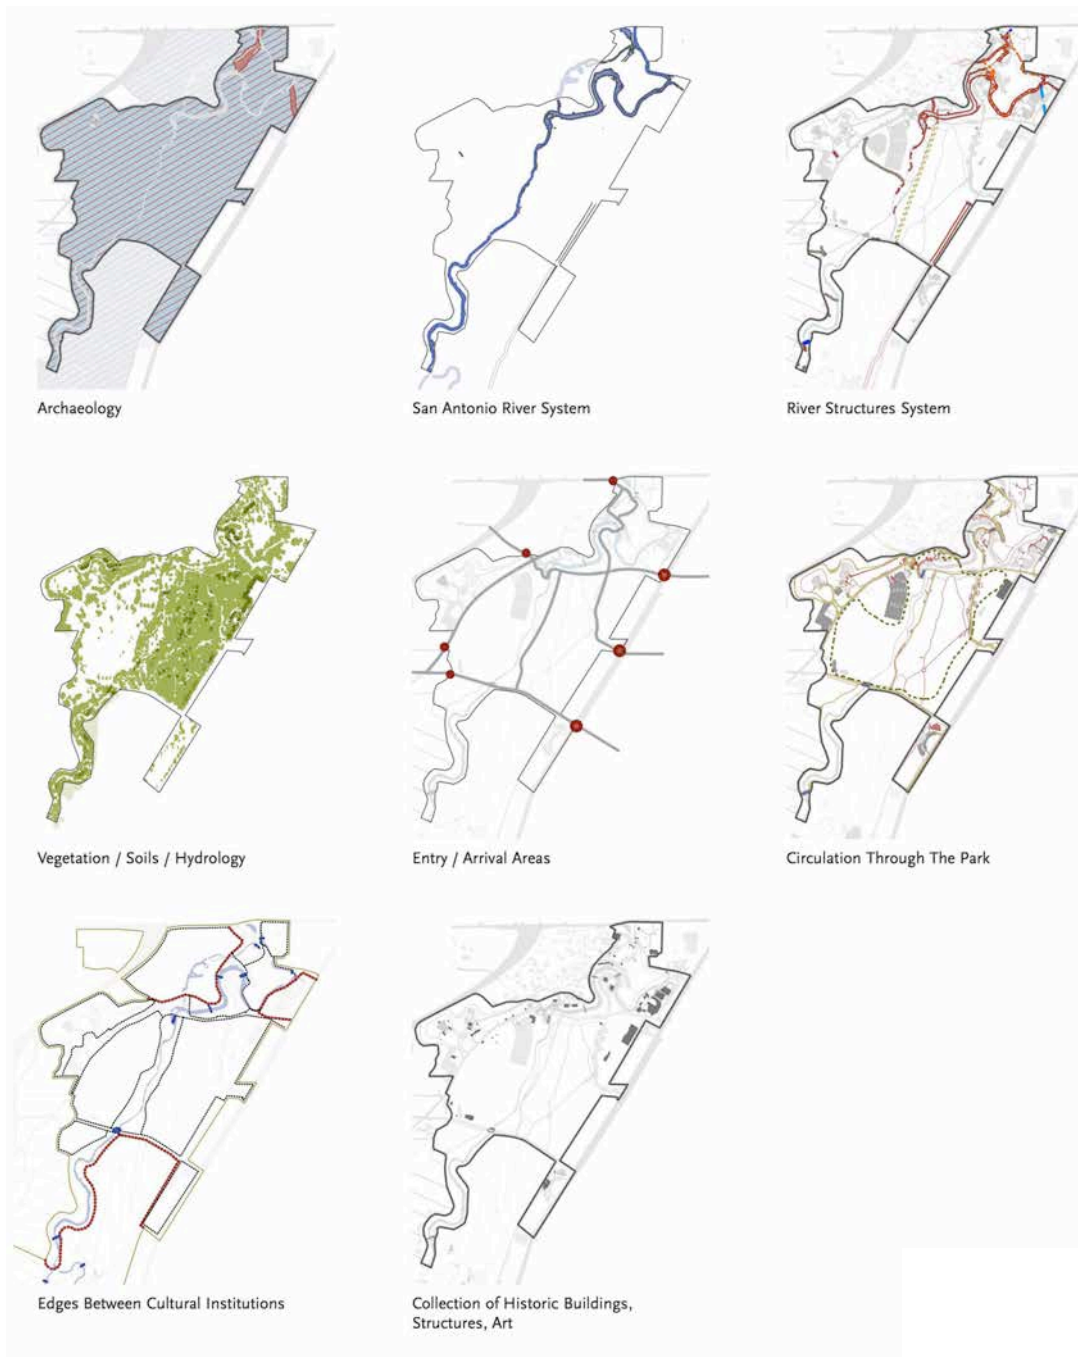 Archaeology
San Antonio River System
River Structures System
Vegetation / Soils / Hydrology
Entry / Arrival Areas
Circulation Through The Park
Edges Between Cultural Institutions
Collection of Historic Buildings,
Structures, Art